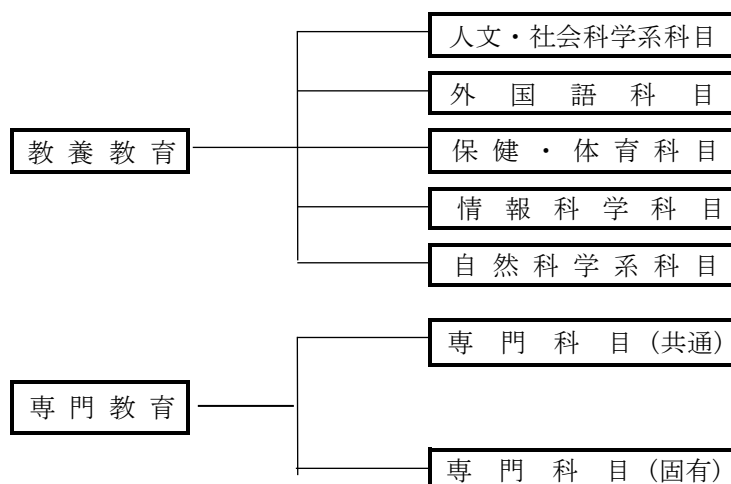 人文・社会科学系科目
外国語科目
教養教育
保健・体育科目
情報科学科目
自然科学系科目
専門科目(共通)
専門教育
専門科目(固有)